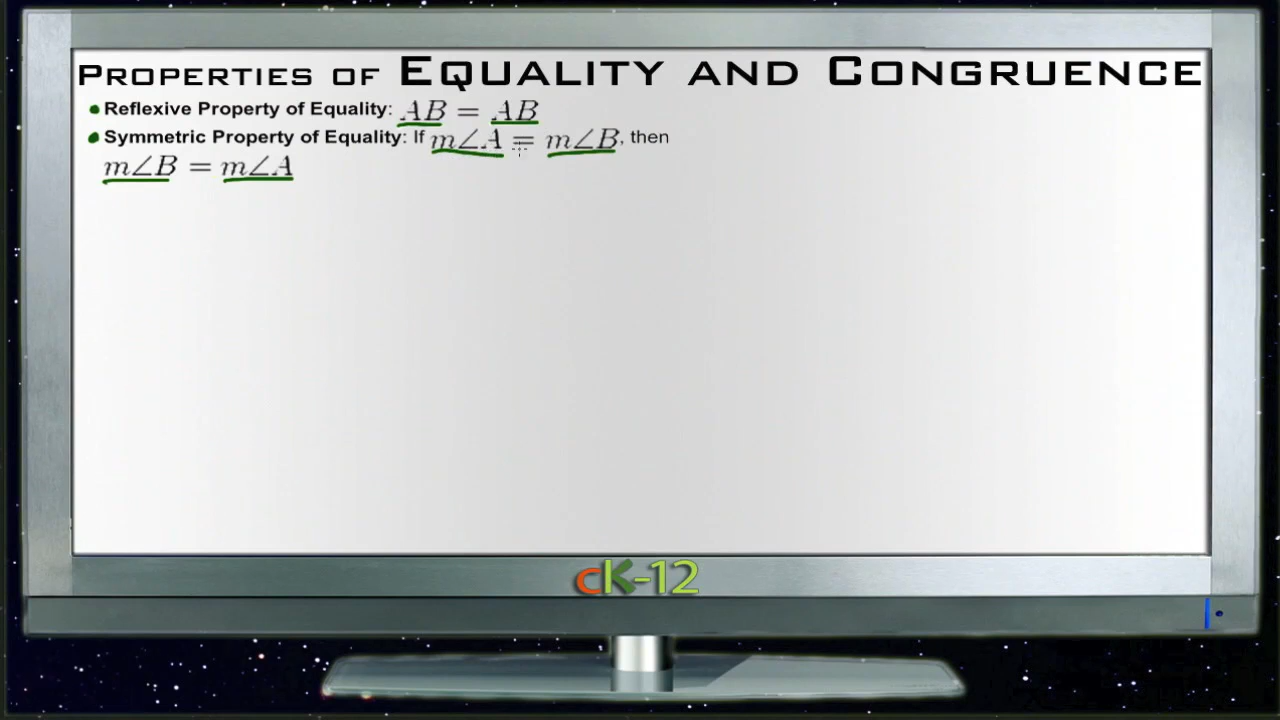 Properties of Equality and Congruence
• Reflexive Property of Equality: AB = AB
• Symmetric Property of Equality: If m∠A = m∠B, then
m∠B = m∠A
cK-12